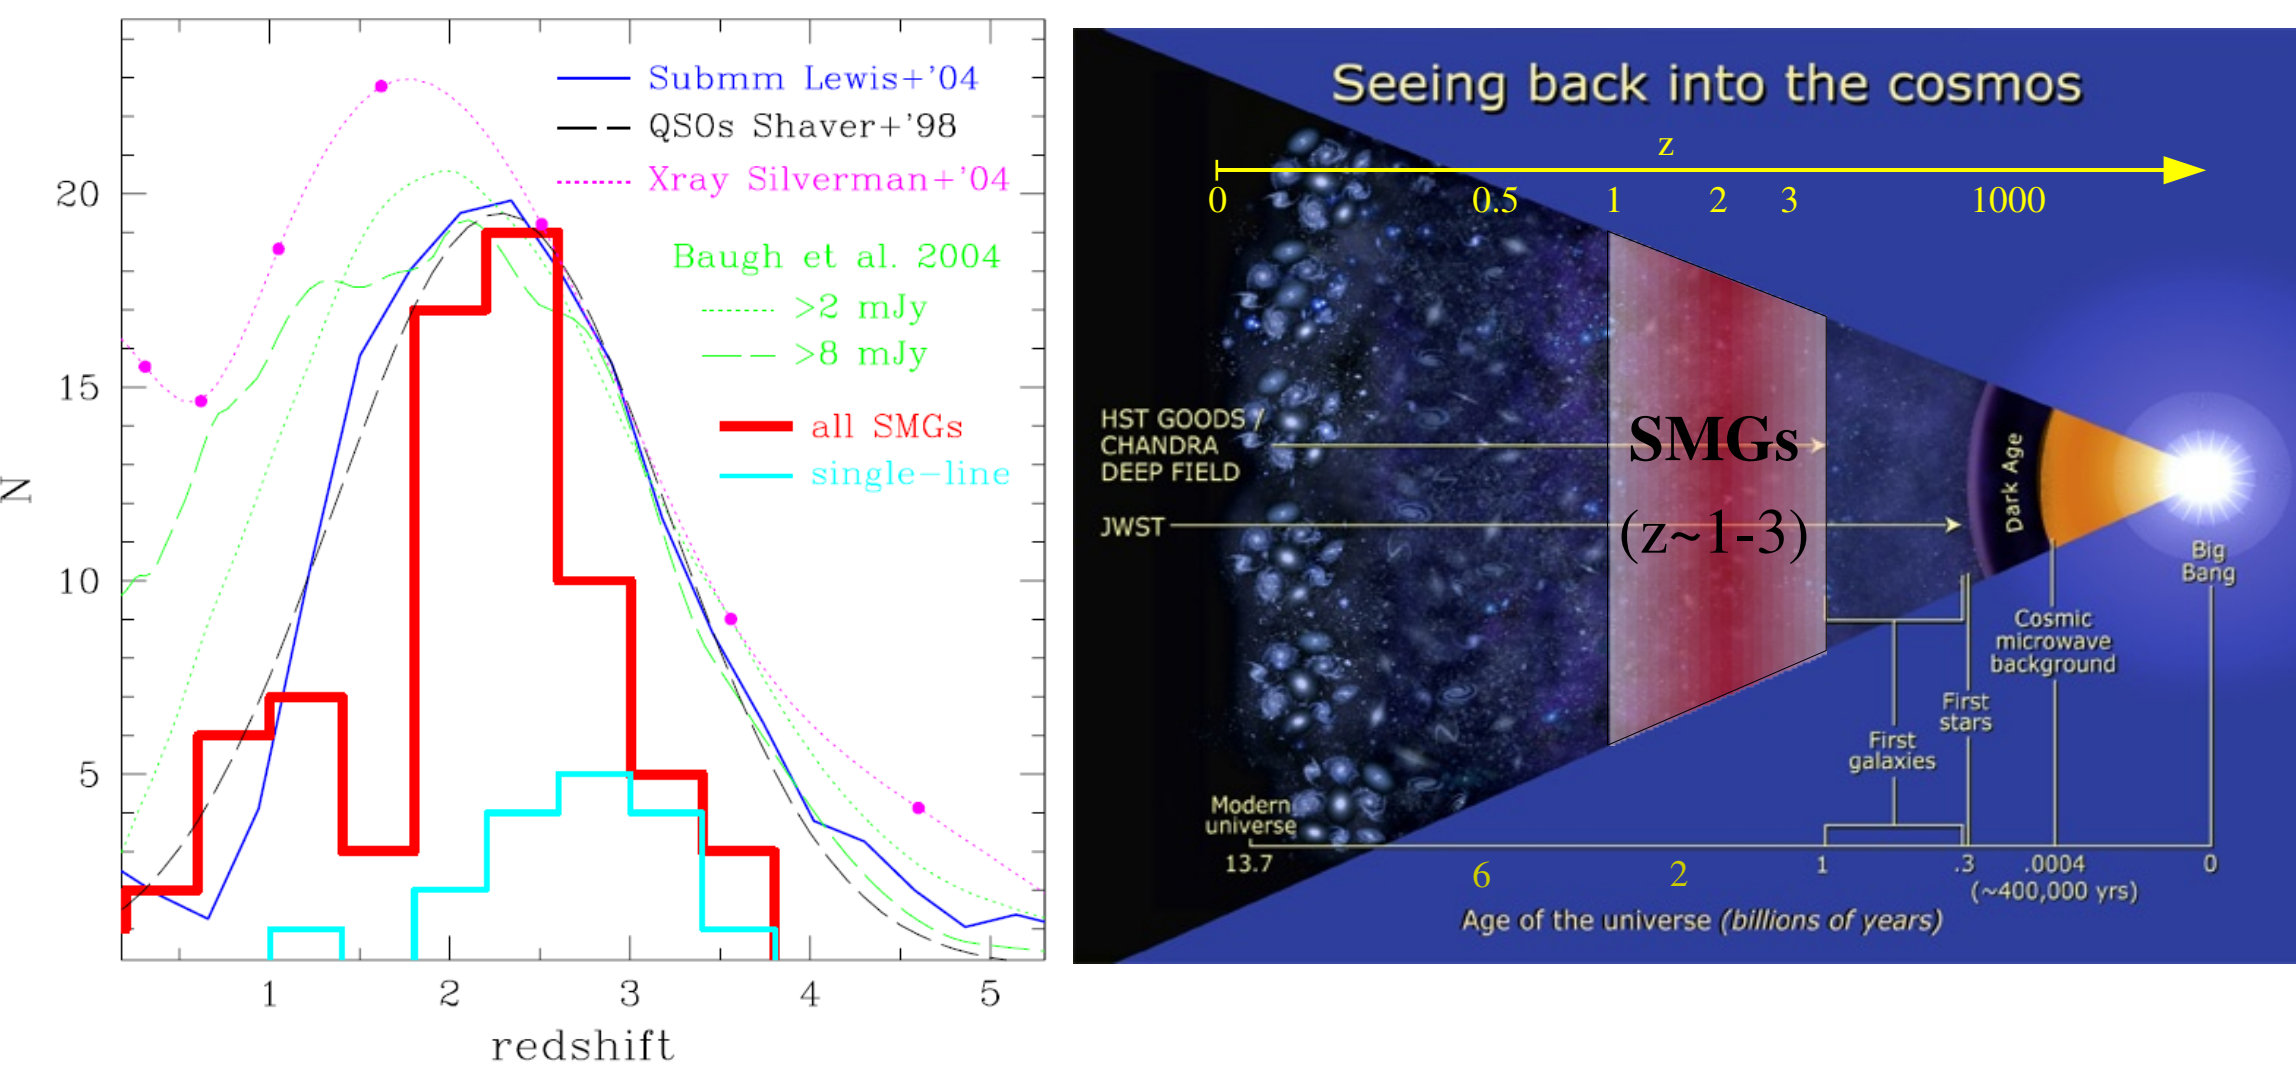 Submm Lewis+'04
QSOs Shaver+'98
Xray Silverman+'04
Baugh et al. 2004
>2 mJy
>8 mJy
all SMGs
single-line
20
15
10
5
N
1 2 3 4 5
redshift
Seeing back into the cosmos
z
0 0.5 1 2 3 1000
HST GOODS /
CHANDRA
DEEP FIELD
JWST
SMGs
(z~1-3)
Dark Age
Big
Bang
Cosmic
microwave
background
First
stars
First
galaxies
Modern
universe
13.7 6 2 1 .3 .0004 0
(~400,000 yrs)
Age of the universe (billions of years)